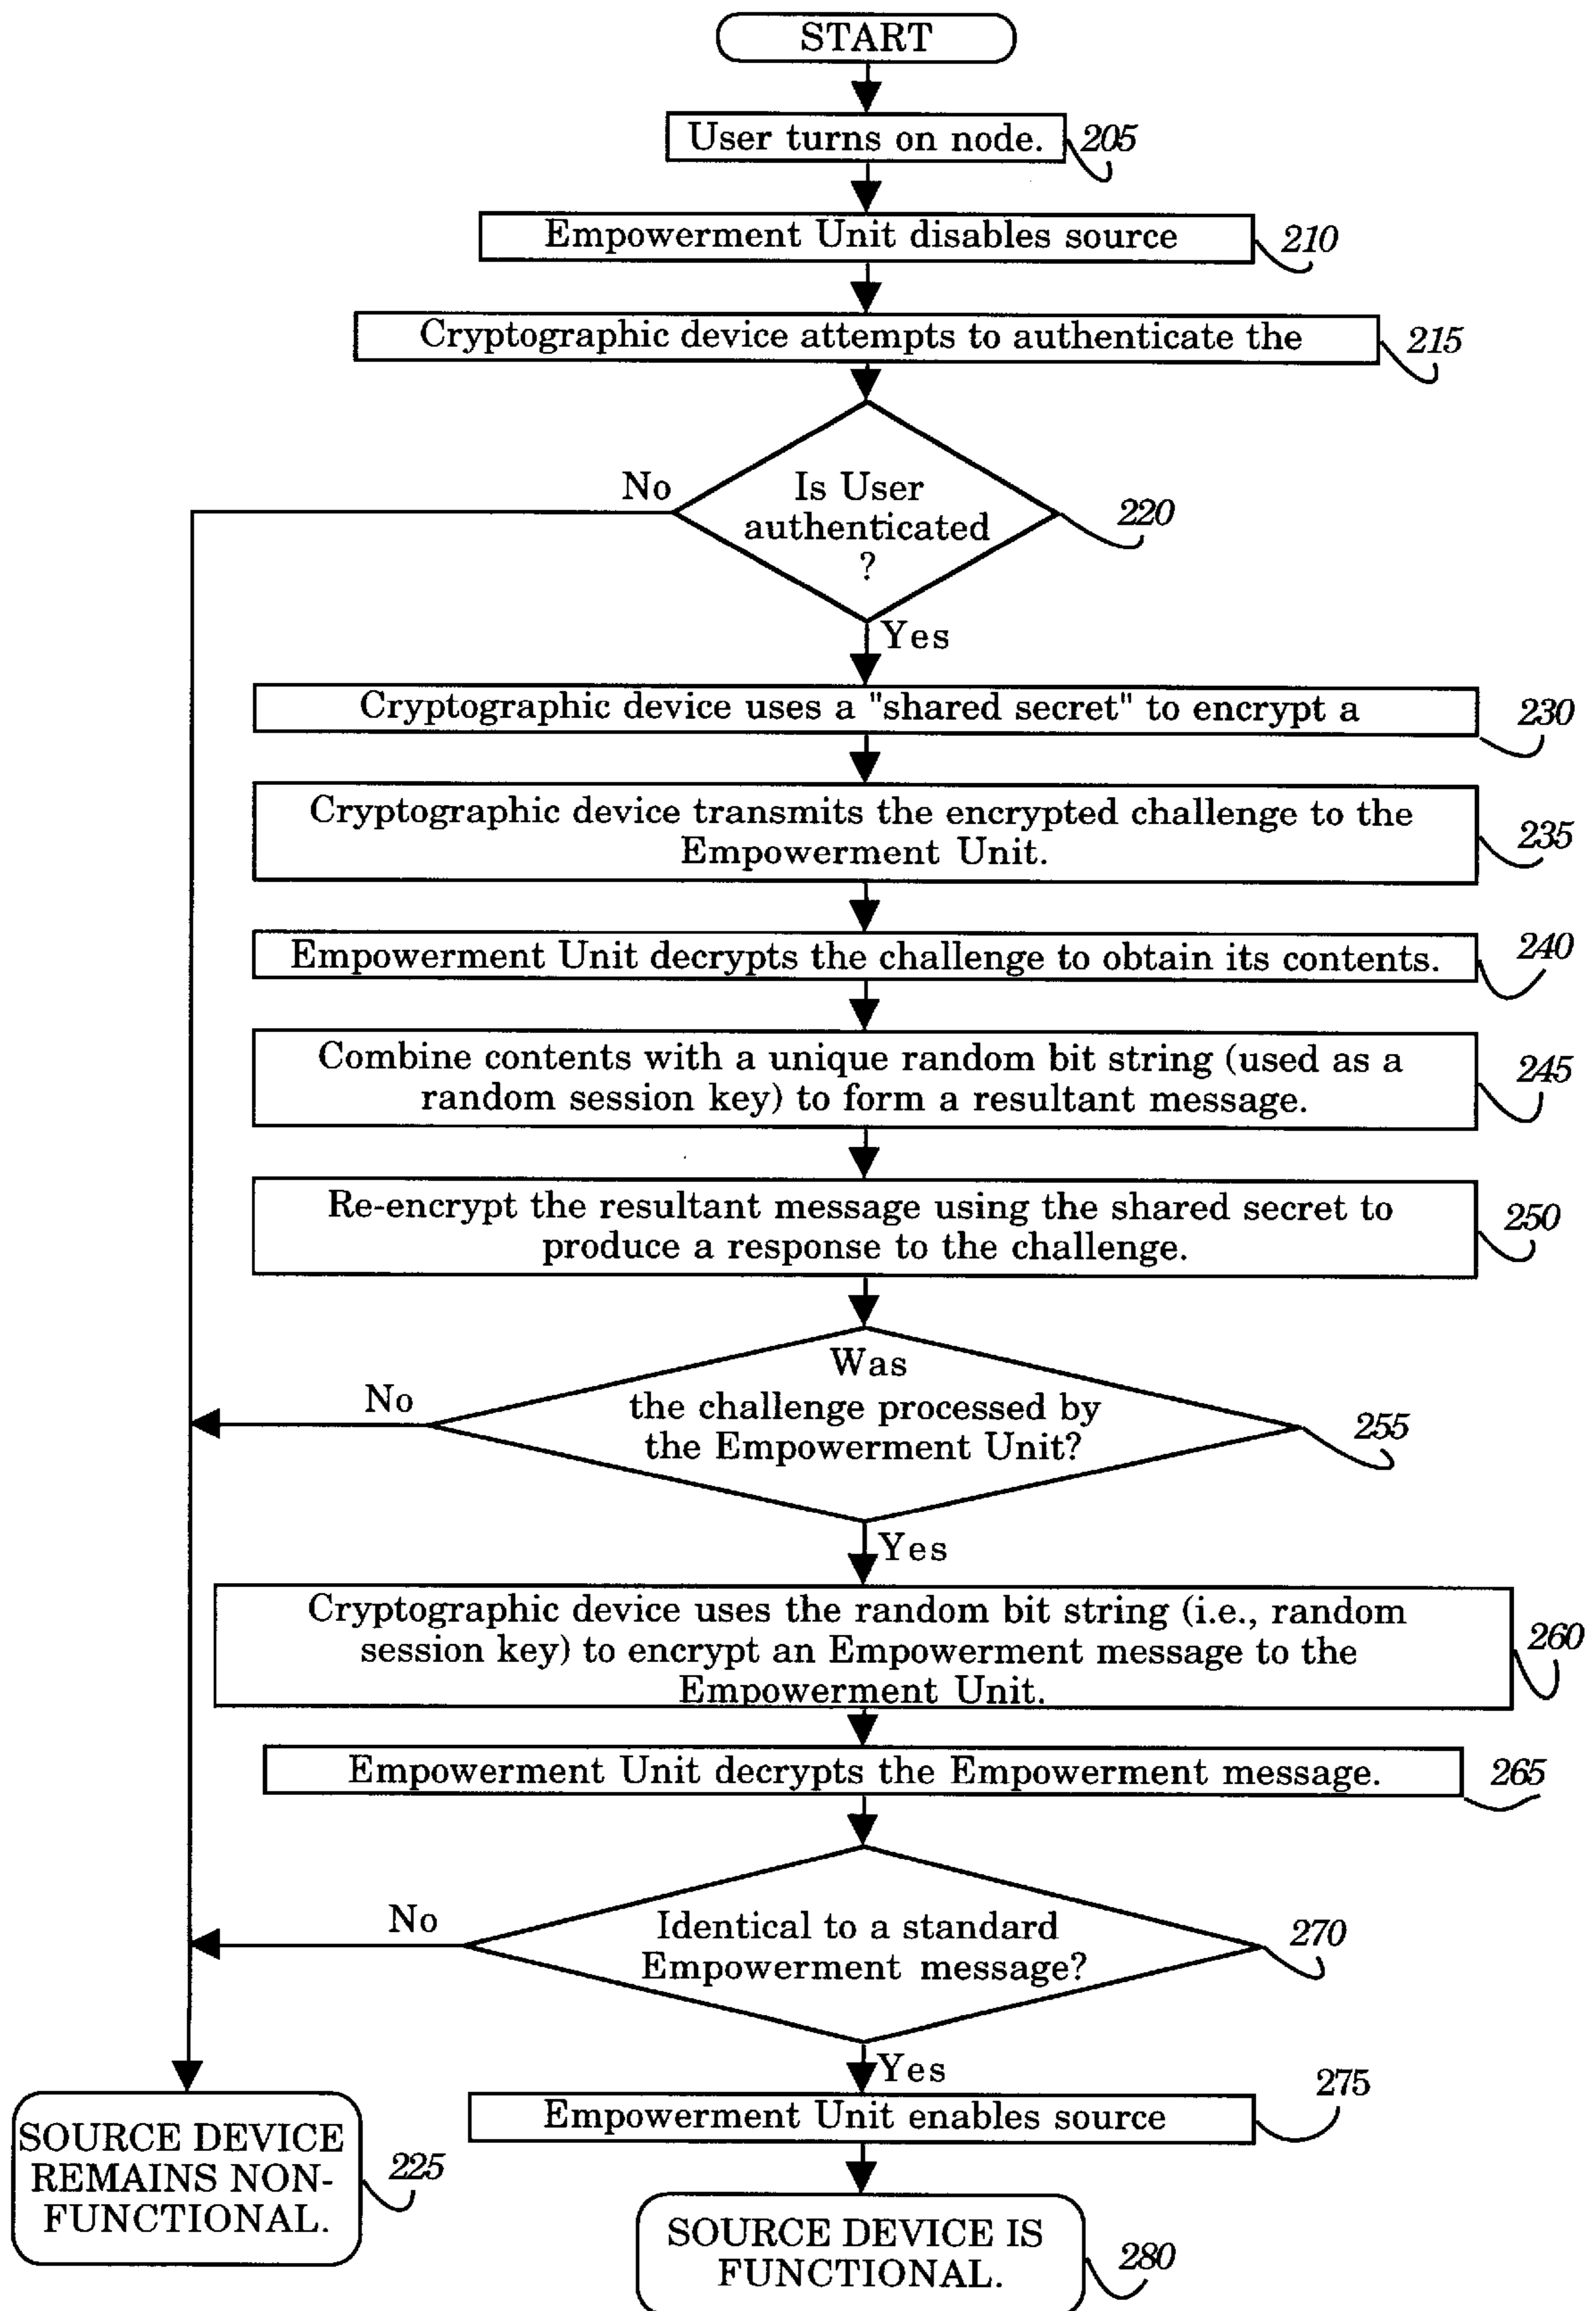 START
User turns on node.
205
Empowerment Unit disables source
210
Cryptographic device attempts to authenticate the
215
Is User
authenticated
?
220
No
Yes
Cryptographic device uses a "shared secret" to encrypt a
230
Cryptographic device transmits the encrypted challenge to the
Empowerment Unit.
235
Empowerment Unit decrypts the challenge to obtain its contents.
240
Combine contents with a unique random bit string (used as a
random session key) to form a resultant message.
245
Re-encrypt the resultant message using the shared secret to
produce a response to the challenge.
250
Was
the challenge processed by
the Empowerment Unit?
255
No
Yes
Cryptographic device uses the random bit string (i.e., random
session key) to encrypt an Empowerment message to the
Empowerment Unit.
260
Empowerment Unit decrypts the Empowerment message.
265
Identical to a standard
Empowerment message?
270
No
Yes
Empowerment Unit enables source
275
SOURCE DEVICE
REMAINS NON-
FUNCTIONAL.
225
SOURCE DEVICE IS
FUNCTIONAL.
280